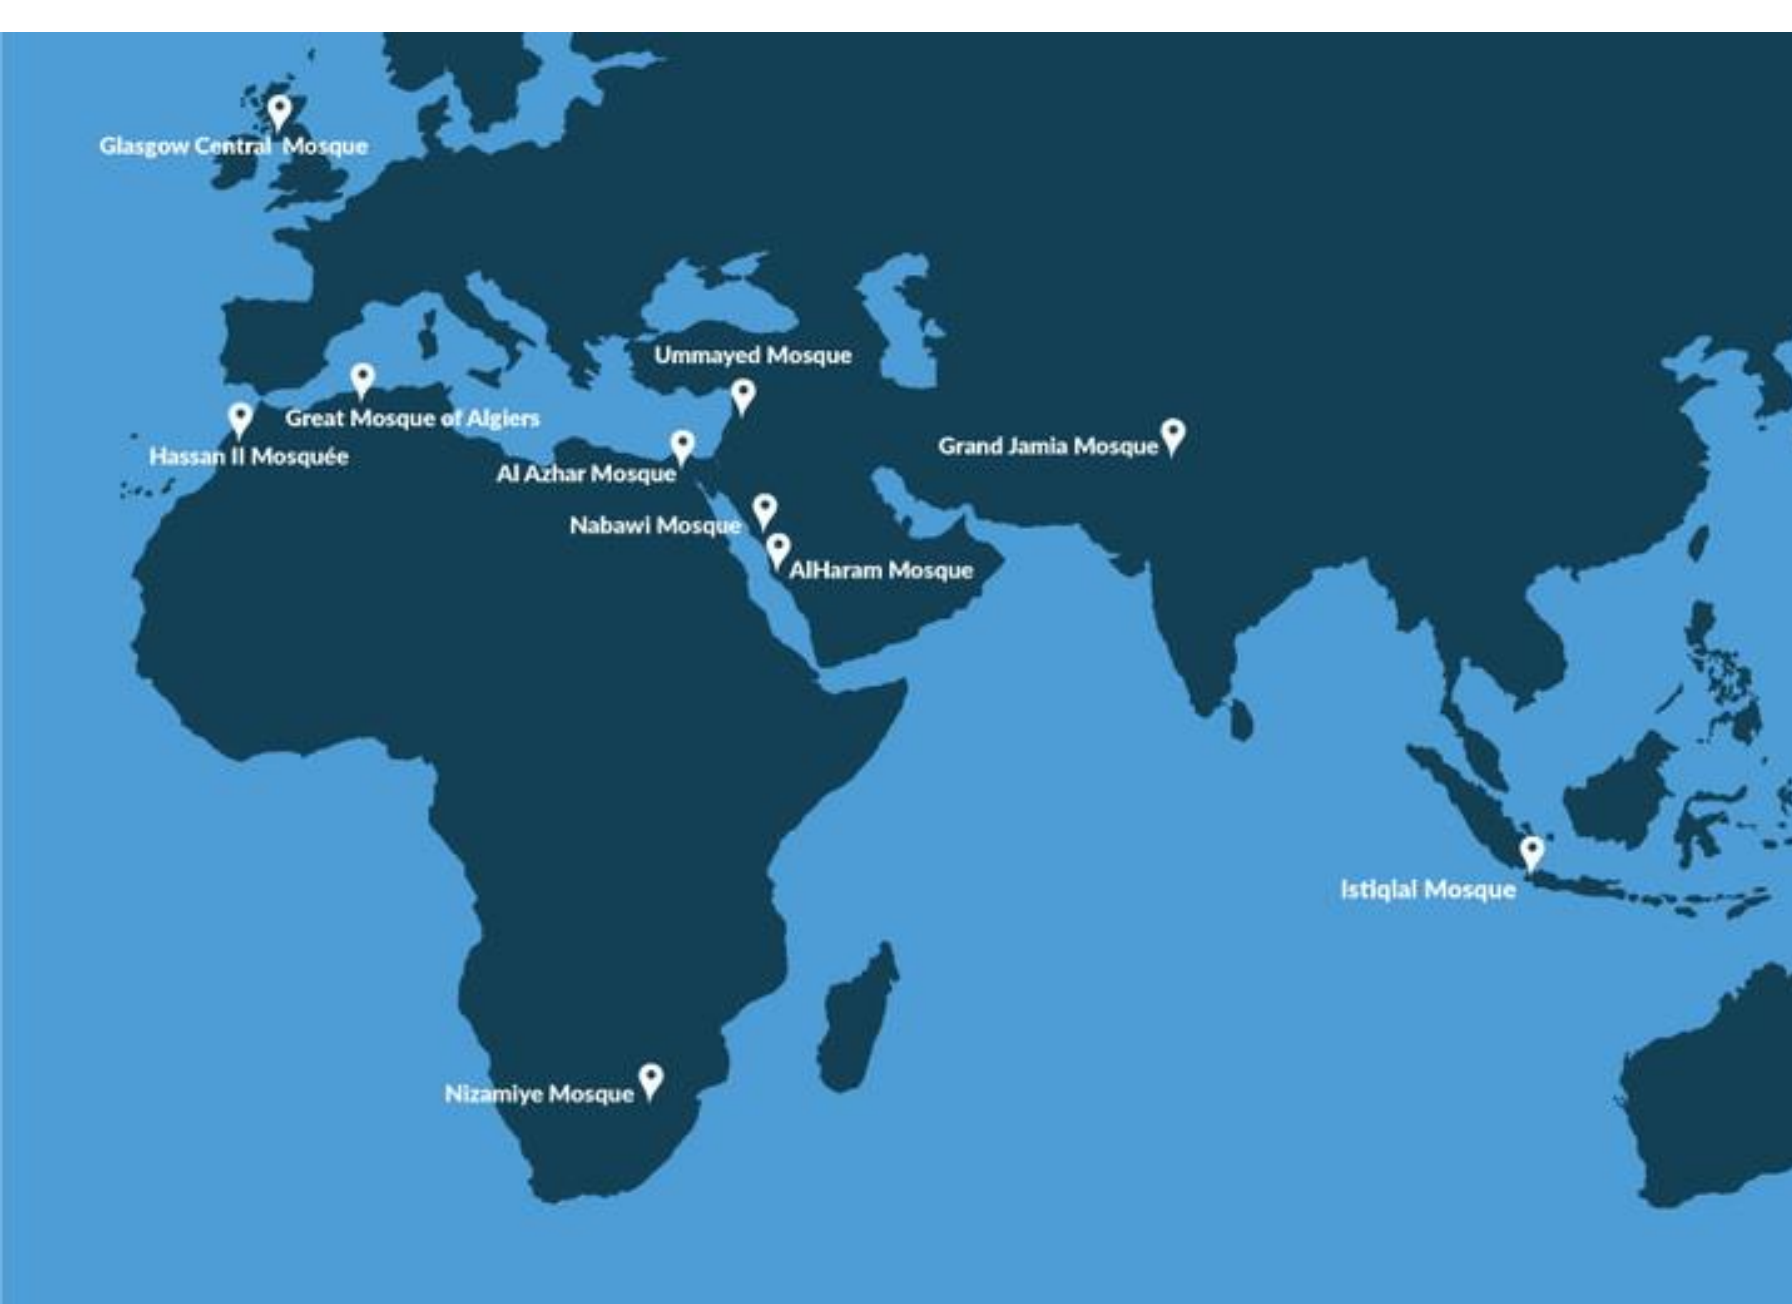 Glasgow Central Mosque
Ummayed Mosque
Great Mosque of Algiers
Hassan II Mosquée
Grand Jamia Mosque
Al Azhar Mosque
Nabawi Mosque
AlHaram Mosque
Istiqlal Mosque
Nizamiye Mosque